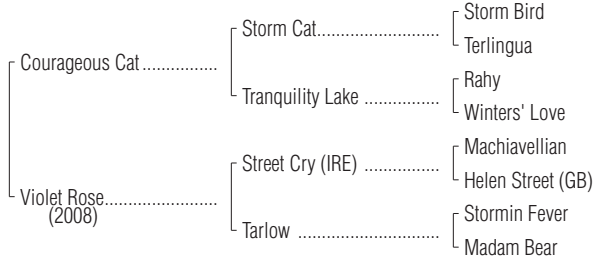 Storm Bird
Storm Cat..............................
Terlingua
Courageous Cat ................
Rahy
Tranquility Lake ..................
Winters' Love
Machiavellian
Street Cry (IRE) ..................
Helen Street (GB)
Violet Rose........................
(2008)
Stormin Fever
Tarlow ..................................
Madam Bear